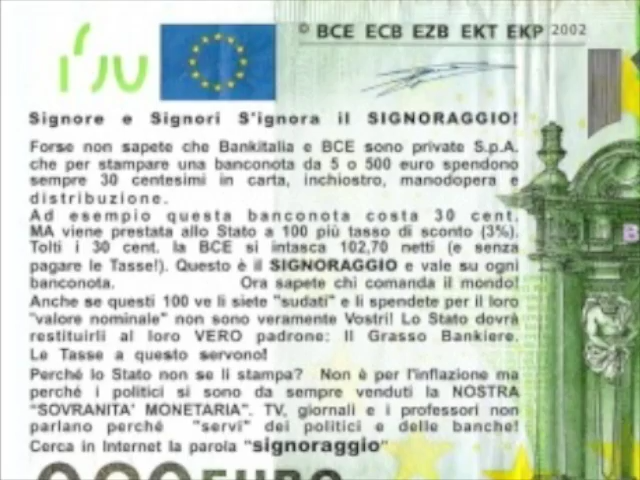 © BCE ECB EZB EKT EKP 2002
Signore e Signori S'ignora il SIGNORAGGIO!
Forse non sapete che Bankitalia e BCE sono private S.p.A.
che per stampare una banconota da 5 o 500 euro spendono
sempre 30 centesimi in carta, inchiostro, manodopera e
distribuzione.
Ad esempio questa banconota costa 30 cent.
MA viene prestata allo Stato a 100 più tasso di sconto (3%).
Tolti i 30 cent. la BCE si intasca 102,70 netti (e senza
pagare le Tasse!). Questo è il SIGNORAGGIO e vale su ogni
banconota. Ora sapete chi comanda il mondo!
Anche se questi 100 ve li siete "sudati" e li spendete per il loro
"valore nominale" non sono veramente Vostri! Lo Stato dovrà
restituirli al loro VERO padrone: Il Grasso Bankiere.
Le Tasse a questo servono!
Perché lo Stato non se li stampa? Non è per l'inflazione ma
perché i politici si sono da sempre venduti la NOSTRA
"SOVRANITA' MONETARIA". TV, giornali e i professori non
parlano perché "servi" dei politici e delle banche!
Cerca in Internet la parola "signoraggio"
EURO